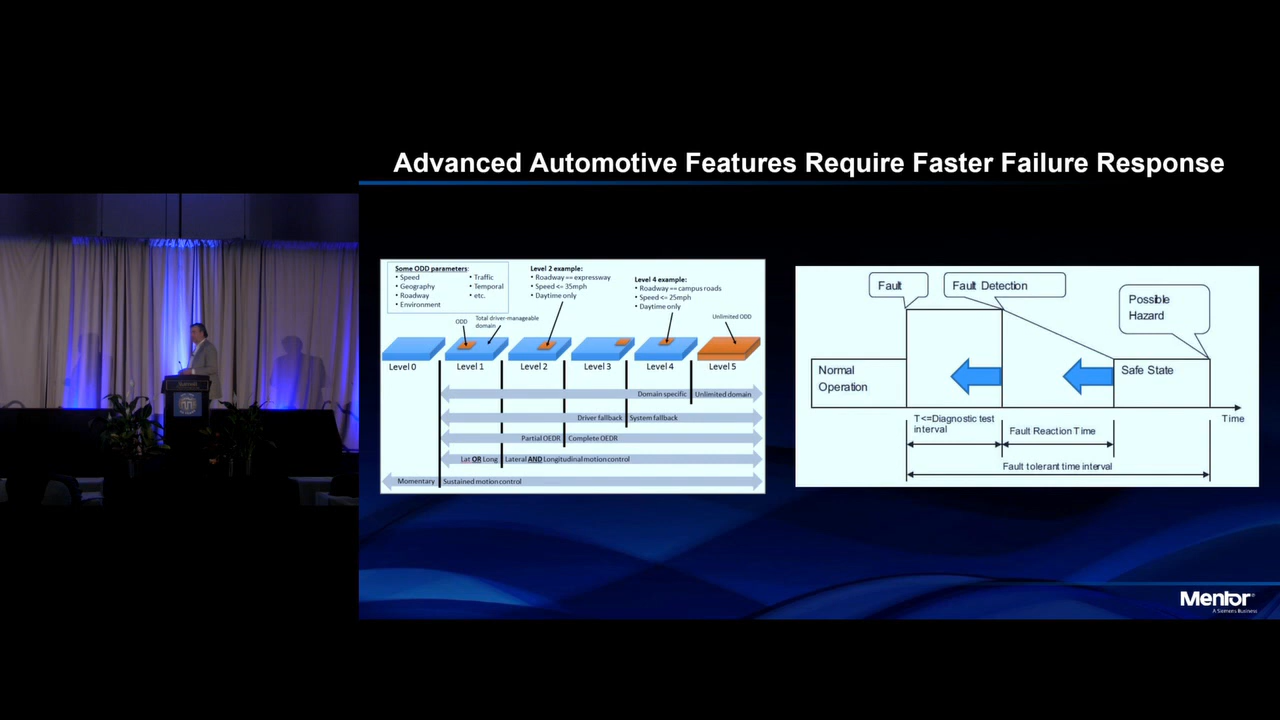 Advanced Automotive Features Require Faster Failure Response
Some ODD parameters:
• Speed
• Geography
• Roadway
• Environment
• Traffic
• Temporal
• etc.
Level 2 example:
• Roadway == expressway
• Speed <= 35mph
• Daytime only
Level 4 example:
• Roadway == campus roads
• Speed <= 25mph
• Daytime only
ODD
Total driver-manageable
domain
Unlimited ODD
Level 0
Level 1
Level 2
Level 3
Level 4
Level 5
Domain specific
Unlimited domain
Driver fallback
System fallback
Partial OEDR
Complete OEDR
Lat OR Long
Lateral AND Longitudinal motion control
Momentary
Sustained motion control
Fault
Fault Detection
Possible
Hazard
Normal
Operation
Safe State
T<=Diagnostic test
interval
Fault Reaction Time
Time
Fault tolerant time interval
Mentor®
A Siemens Business